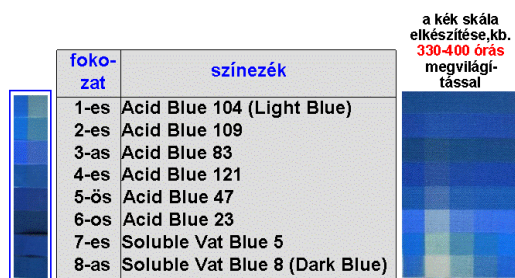 a kék skála
elkészítése,kb.
330-400 órás
megvilágí-
tással
foko-
zat
színezék
1-es Acid Blue 104 (Light Blue)
2-es Acid Blue 109
3-as Acid Blue 83
4-es Acid Blue 121
5-ös Acid Blue 47
6-os Acid Blue 23
7-es Soluble Vat Blue 5
8-as Soluble Vat Blue 8 (Dark Blue)